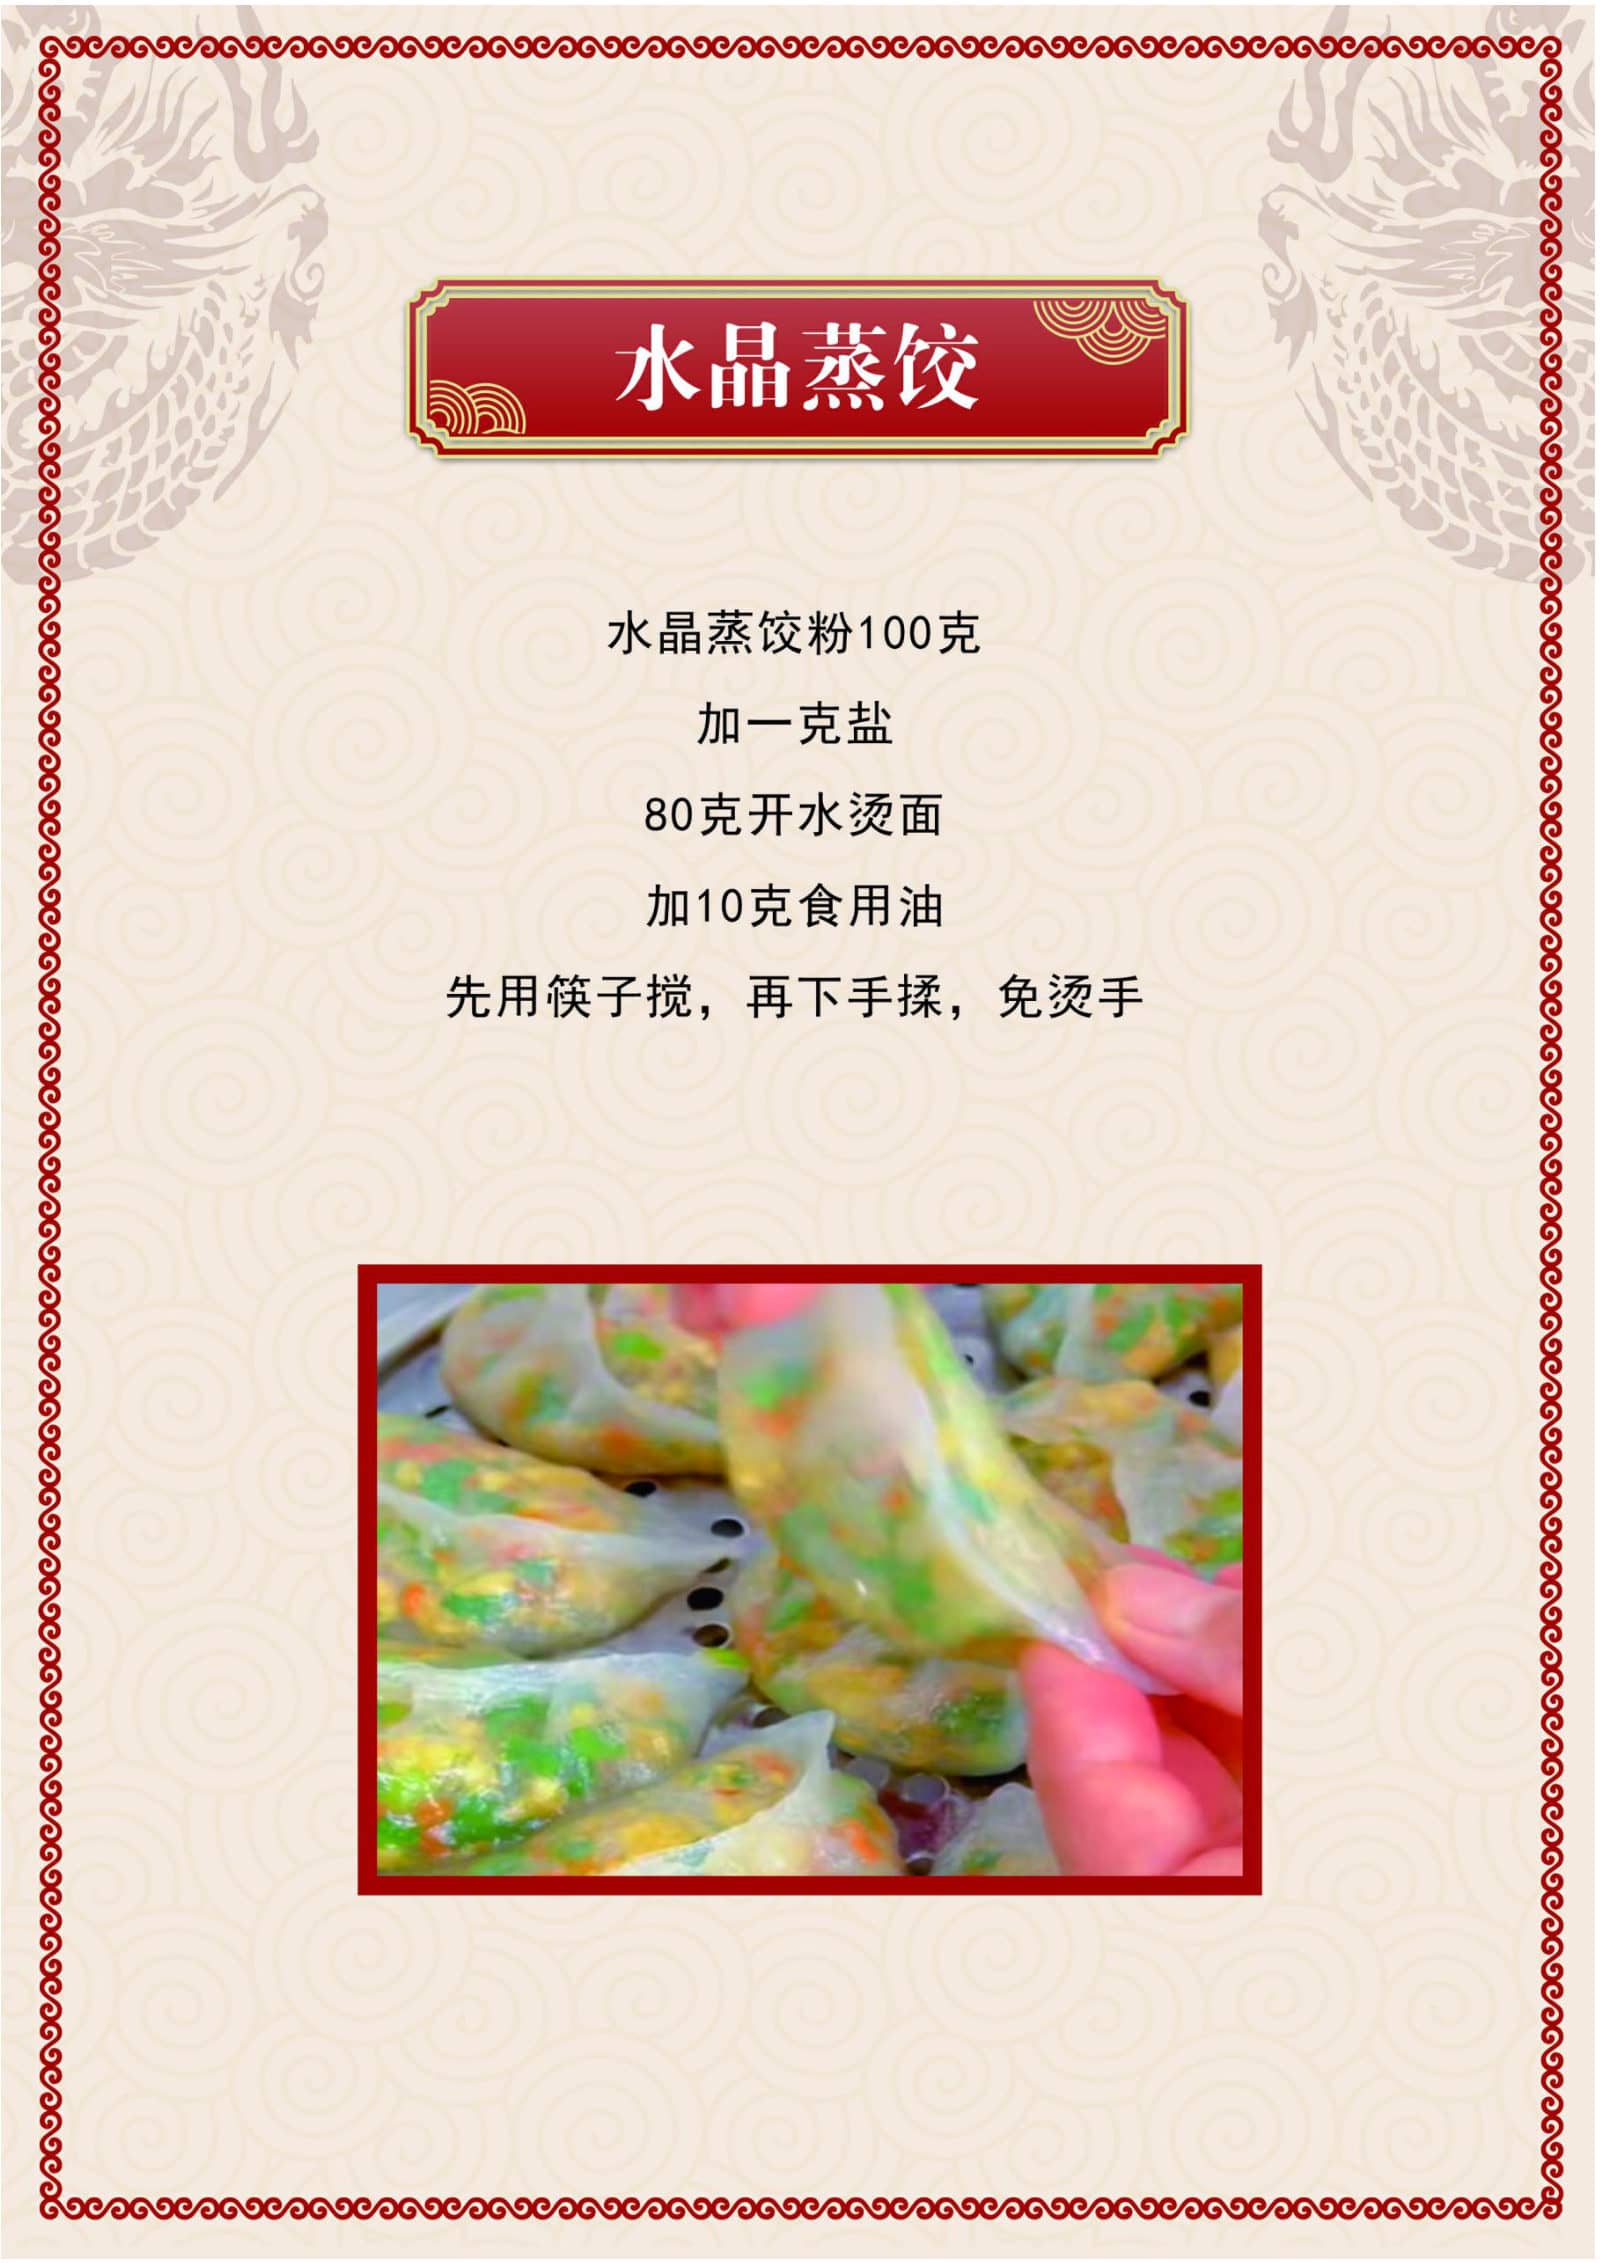 水晶蒸饺
水晶蒸饺粉100克
加一克盐
80克开水烫面
加10克食用油
先用筷子搅，再下手揉，免烫手